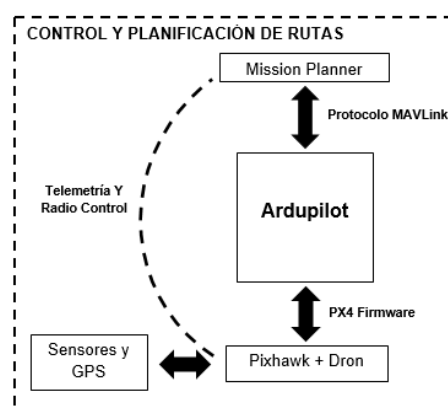 CONTROL Y PLANIFICACIÓN DE RUTAS
Mission Planner
Protocolo MAVLink
Telemetría Y
Radio Control
Ardupilot
PX4 Firmware
Sensores y
GPS
Pixhawk + Dron